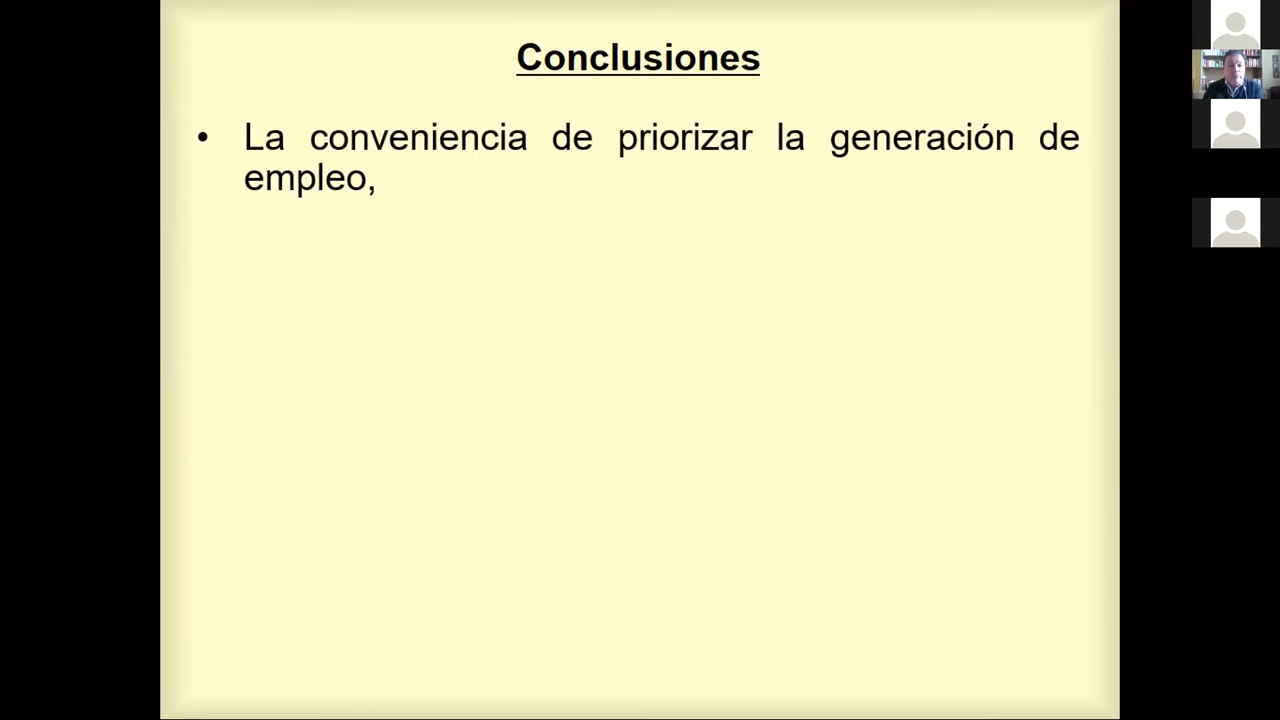 Conclusiones
• La conveniencia de priorizar la generación de
empleo,